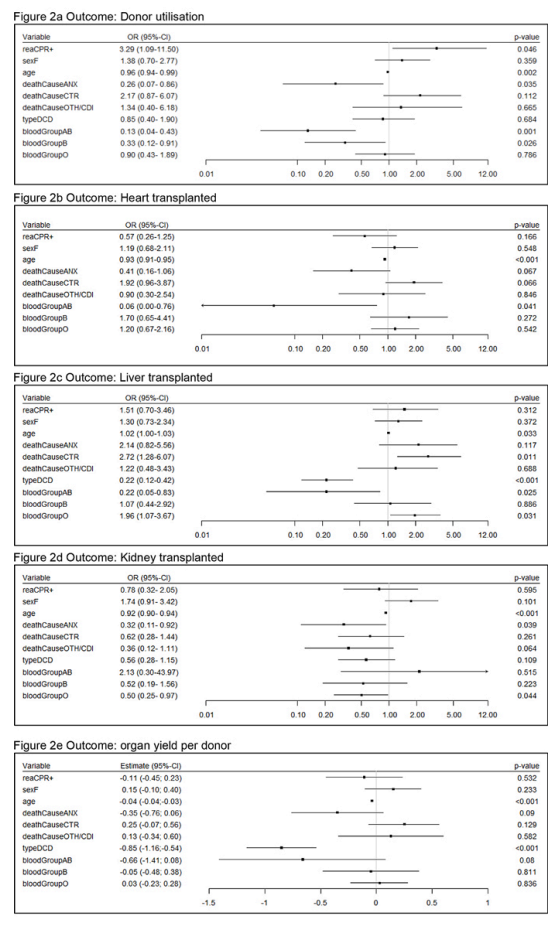 Figure 2a Outcome: Donor utilisation
Variable OR (95%-CI) p-value
reaCPR+ 3.29 (1.09-11.50) 0.046
sexF 1.38 (0.70- 2.77) 0.359
age 0.96 (0.94- 0.99) 0.002
deathCauseANX 0.26 (0.07- 0.86) 0.035
deathCauseCTR 2.17 (0.87- 6.07) 0.112
deathCauseOTH/CDI 1.34 (0.40- 6.18) 0.665
typeDCD 0.85 (0.40- 1.90) 0.684
bloodGroupAB 0.13 (0.04- 0.43) 0.001
bloodGroupB 0.33 (0.12- 0.91) 0.026
bloodGroupO 0.90 (0.43- 1.89) 0.786
0.01 0.10 0.20 0.50 1.00 2.00 5.00 12.00
Figure 2b Outcome: Heart transplanted
Variable OR (95%-CI) p-value
reaCPR+ 0.57 (0.26-1.25) 0.166
sexF 1.19 (0.68-2.11) 0.548
age 0.93 (0.91-0.95) <0.001
deathCauseANX 0.41 (0.16-1.06) 0.067
deathCauseCTR 1.92 (0.96-3.87) 0.066
deathCauseOTH/CDI 0.90 (0.30-2.54) 0.846
bloodGroupAB 0.06 (0.00-0.76) 0.041
bloodGroupB 1.70 (0.65-4.41) 0.272
bloodGroupO 1.20 (0.67-2.16) 0.542
0.01 0.10 0.20 0.50 1.00 2.00 5.00 12.00
Figure 2c Outcome: Liver transplanted
Variable OR (95%-CI) p-value
reaCPR+ 1.51 (0.70-3.46) 0.312
sexF 1.30 (0.73-2.34) 0.372
age 1.02 (1.00-1.03) 0.033
deathCauseANX 2.14 (0.82-5.56) 0.117
deathCauseCTR 2.72 (1.28-6.07) 0.011
deathCauseOTH/CDI 1.22 (0.48-3.43) 0.688
typeDCD 0.22 (0.12-0.42) <0.001
bloodGroupAB 0.22 (0.05-0.83) 0.025
bloodGroupB 1.07 (0.44-2.92) 0.886
bloodGroupO 1.96 (1.07-3.67) 0.031
0.01 0.10 0.20 0.50 1.00 2.00 5.00 12.00
Figure 2d Outcome: Kidney transplanted
Variable OR (95%-CI) p-value
reaCPR+ 0.78 (0.32- 2.05) 0.595
sexF 1.74 (0.91- 3.42) 0.101
age 0.92 (0.90- 0.94) <0.001
deathCauseANX 0.32 (0.11- 0.92) 0.039
deathCauseCTR 0.62 (0.28- 1.44) 0.261
deathCauseOTH/CDI 0.36 (0.12- 1.11) 0.064
typeDCD 0.56 (0.28- 1.15) 0.109
bloodGroupAB 2.13 (0.30-43.97) 0.515
bloodGroupB 0.52 (0.19- 1.56) 0.223
bloodGroupO 0.50 (0.25- 0.97) 0.044
0.01 0.10 0.20 0.50 1.00 2.00 5.00 12.00
Figure 2e Outcome: organ yield per donor
Variable Estimate (95%-CI) p-value
reaCPR+ -0.11 (-0.45; 0.23) 0.532
sexF 0.15 (-0.10; 0.40) 0.233
age -0.04 (-0.04;-0.03) <0.001
deathCauseANX -0.35 (-0.76; 0.06) 0.09
deathCauseCTR 0.25 (-0.07; 0.56) 0.129
deathCauseOTH/CDI 0.13 (-0.34; 0.60) 0.582
typeDCD -0.85 (-1.16;-0.54) <0.001
bloodGroupAB -0.66 (-1.41; 0.08) 0.08
bloodGroupB -0.05 (-0.48; 0.38) 0.811
bloodGroupO 0.03 (-0.23; 0.28) 0.836
-1.5 -1 -0.5 0 0.5 1